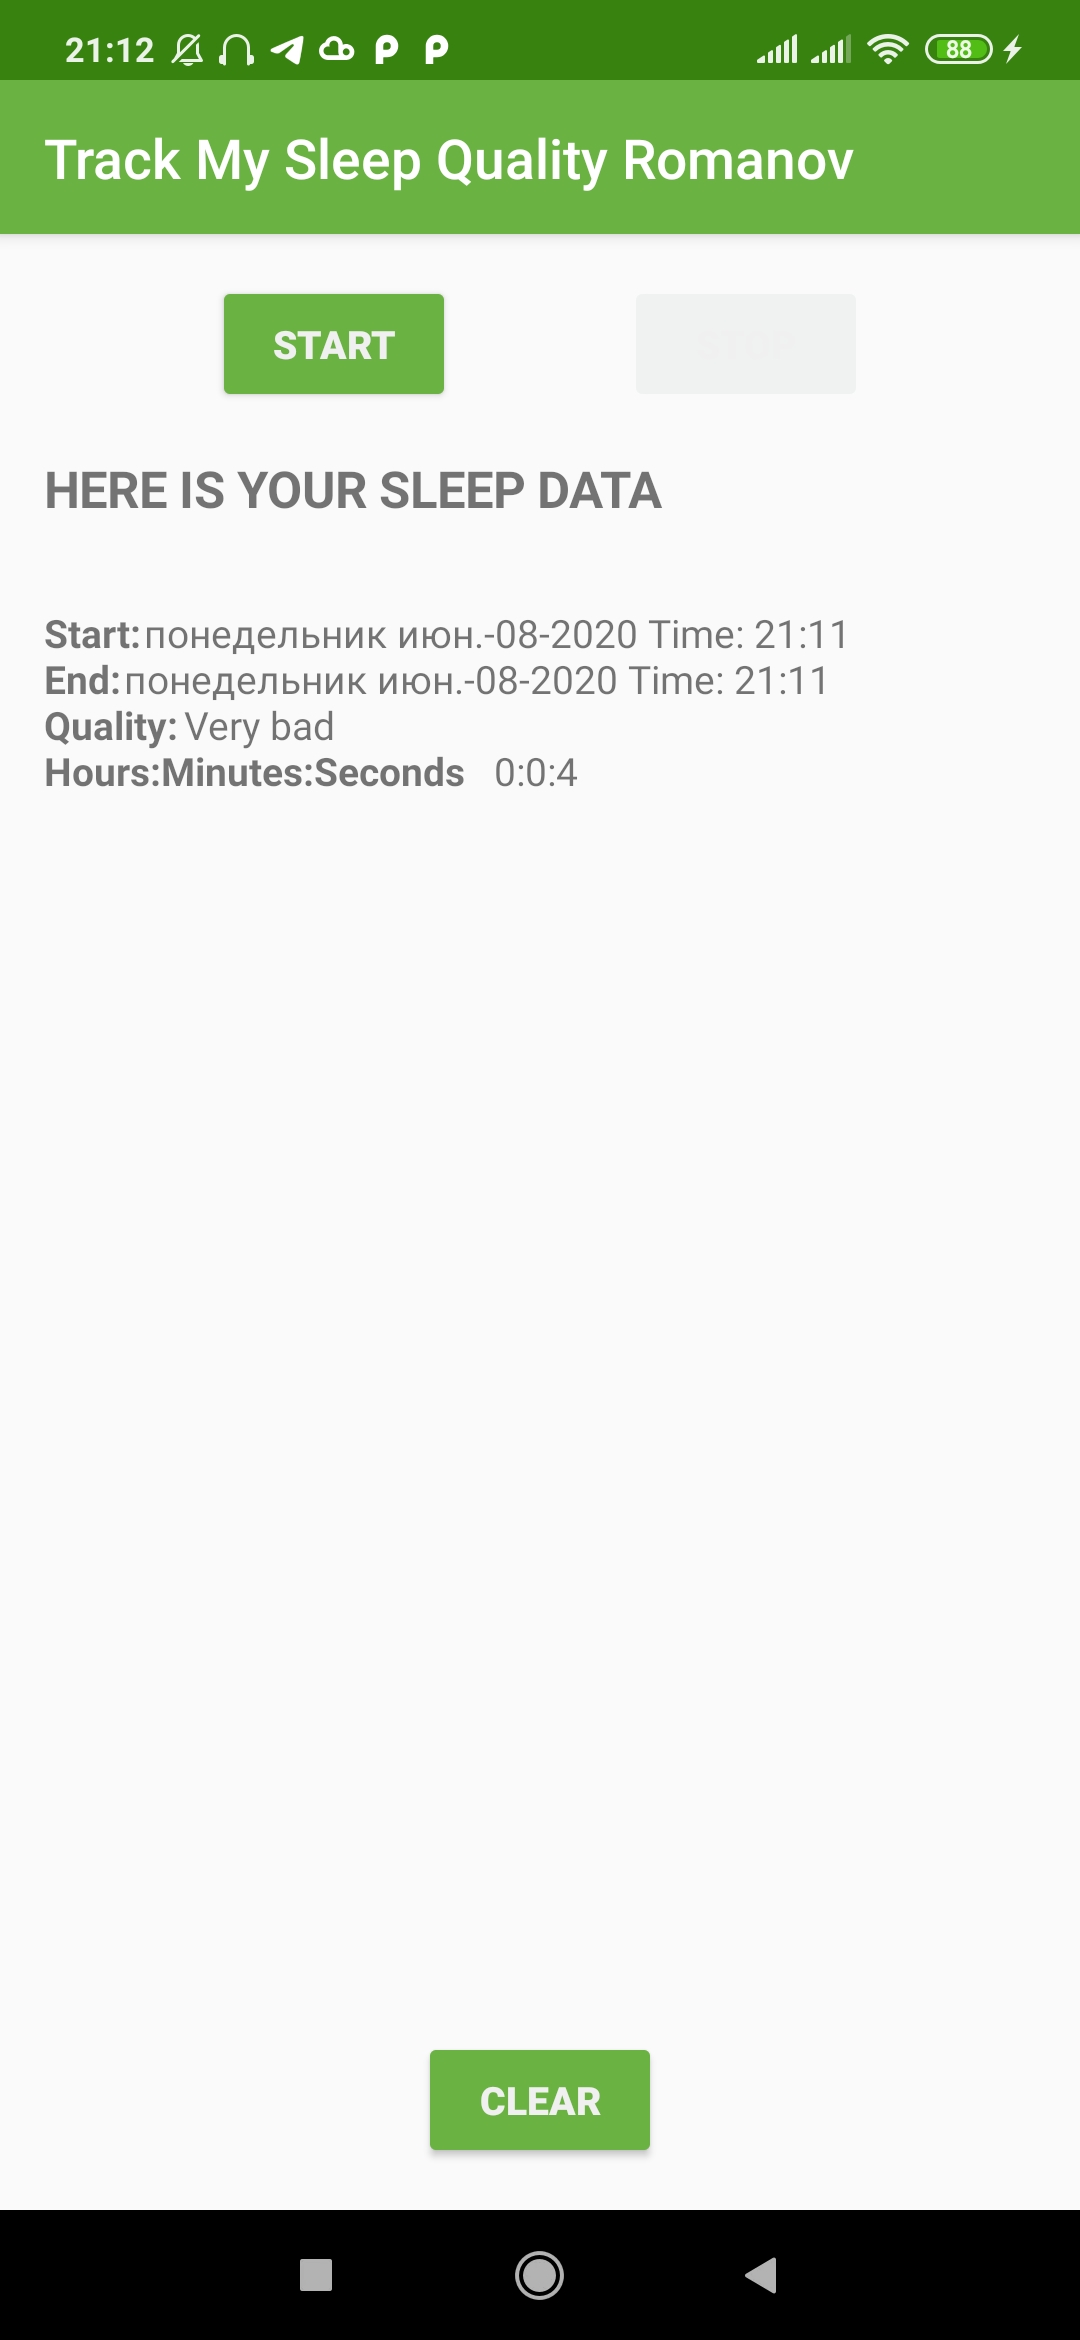 21:12
88
Track My Sleep Quality Romanov
START
HERE IS YOUR SLEEP DATA
Start: понедельник июн.-08-2020 Time: 21:11
End: понедельник июн.-08-2020 Time: 21:11
Quality: Very bad
Hours:Minutes:Seconds 0:0:4
CLEAR